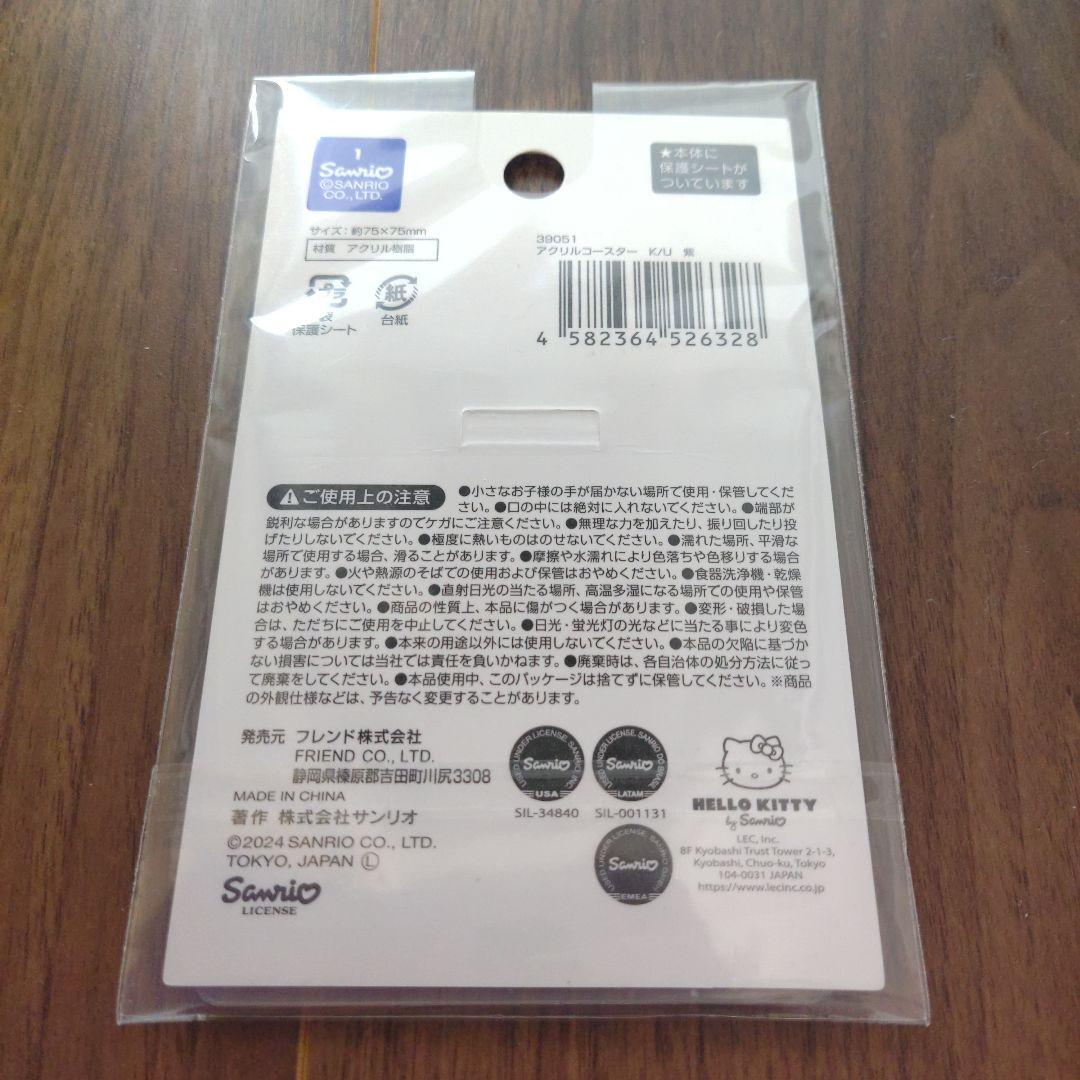 1
Sanrio
©SANRIO
CO., LTD.
★本体に
保護シートが
ついています
サイズ:約75×75mm
材質 アクリル樹脂
プラ
袋
保護シート
紙
台紙
39051
アクリルコースター K/U 紫
4 582364 526328
ご使用上の注意 ●小さなお子様の手が届かない場所で使用・保管してくだ
さい。●口の中には絶対に入れないでください。●端部が
鋭利な場合がありますのでケガにご注意ください。●無理な力を加えたり、振り回したり投
げたりしないでください。●極度に熱いものはのせないでください。●濡れた場所、平滑な
場所で使用する場合、滑ることがあります。●摩擦や水濡れにより色落ちや色移りする場合
があります。●火や熱源のそばでの使用および保管はおやめください。●食器洗浄機・乾燥
機は使用しないでください。●直射日光の当たる場所、高温多湿になる場所での使用や保管
はおやめください。●商品の性質上、本品に傷がつく場合があります。●変形・破損した場
合は、ただちにご使用を中止してください。●日光・蛍光灯の光などに当たる事により変色
する場合があります。●本来の用途以外には使用しないでください。●本品の欠陥に基づか
ない損害については当社では責任を負いかねます。●廃棄時は、各自治体の処分方法に従っ
て廃棄をしてください。●本品使用中、このパッケージは捨てずに保管してください。※商品
の外観仕様などは、予告なく変更することがあります。
発売元 フレンド株式会社
FRIEND CO., LTD.
静岡県榛原郡吉田町川尻3308
MADE IN CHINA
著作 株式会社サンリオ
©2024 SANRIO CO., LTD.
TOKYO, JAPAN Ⓛ
Sanrio
LICENSE
USED UNDER LICENSE. SANRIO, INC.
Sanrio
USA
SIL-34840
USED UNDER LICENSE. SANRIO DO BRASIL
Sanrio
LATAM
SIL-001131
USED UNDER LICENSE. SANRIO
Sanrio
EMEA
HELLO KITTY
by Sanrio
LEC, Inc.
8F Kyobashi Trust Tower 2-1-3,
Kyobashi, Chuo-ku, Tokyo
104-0031 JAPAN
https://www.lecinc.co.jp